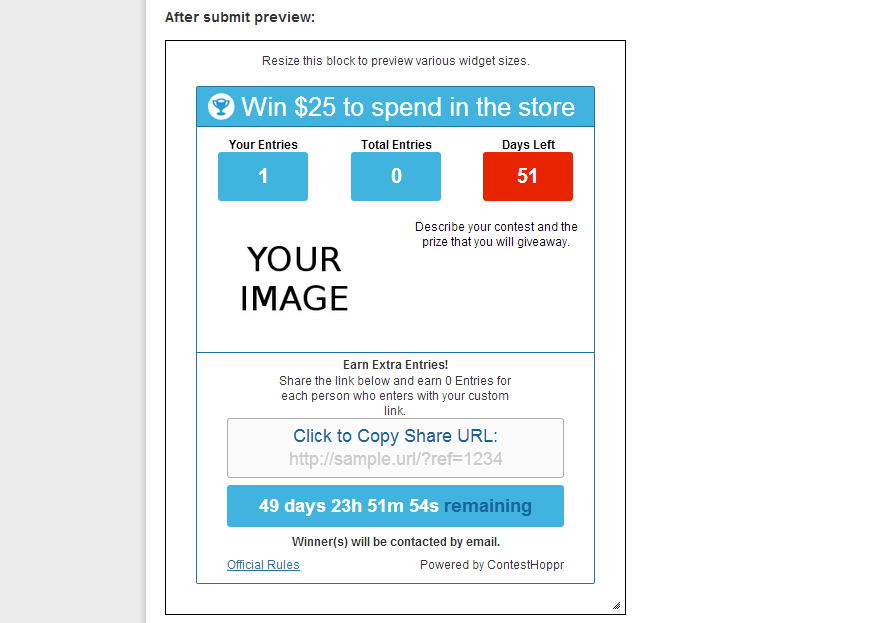 After submit preview:
Resize this block to preview various widget sizes.
Win $25 to spend in the store
Your Entries
Total Entries
Days Left
1
0
51
YOUR
IMAGE
Describe your contest and the
prize that you will giveaway.
Earn Extra Entries!
Share the link below and earn 0 Entries for
each person who enters with your custom
link.
Click to Copy Share URL:
http://sample.url/?ref=1234
49 days 23h 51m 54s remaining
Winner(s) will be contacted by email.
Official Rules
Powered by ContestHoppr